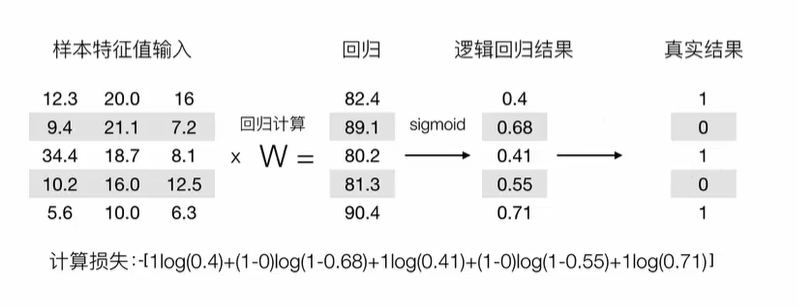 样本特征值输入 回归 逻辑回归结果 真实结果
12.3 20.0 16 82.4 0.4 1
9.4 21.1 7.2 回归计算 89.1 sigmoid 0.68 0
34.4 18.7 8.1 x W = 80.2 0.41 1
10.2 16.0 12.5 81.3 0.55 0
5.6 10.0 6.3 90.4 0.71 1
计算损失:-[1log(0.4)+(1-0)log(1-0.68)+1log(0.41)+(1-0)log(1-0.55)+1log(0.71)]